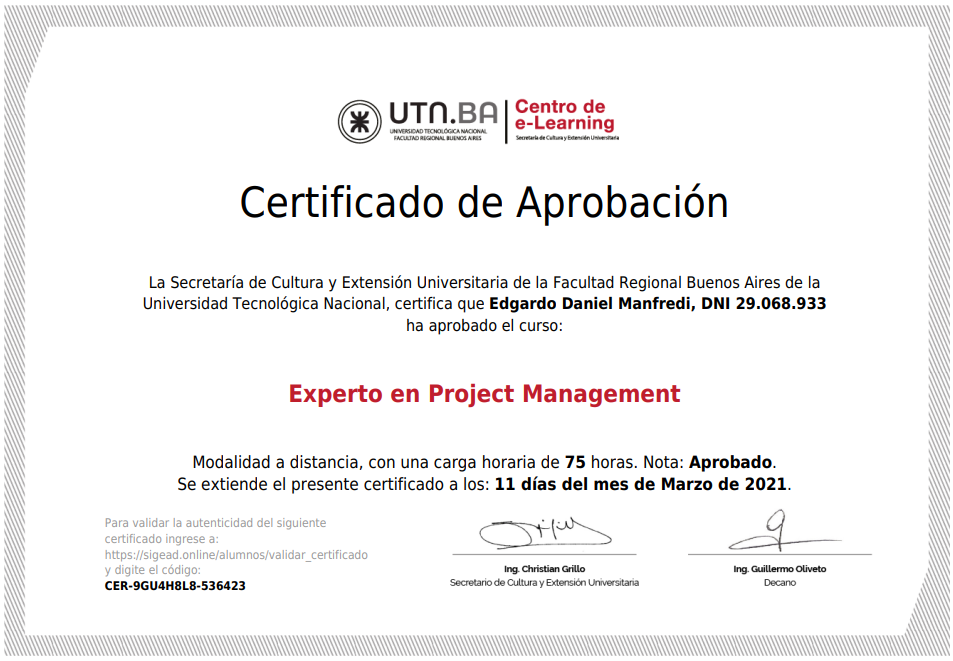 UTN.BA
UNIVERSIDAD TECNOLÓGICA NACIONAL
FACULTAD REGIONAL BUENOS AIRES
Centro de
e-Learning
Secretaría de Cultura y Extensión Universitaria
Certificado de Aprobación
La Secretaría de Cultura y Extensión Universitaria de la Facultad Regional Buenos Aires de la
Universidad Tecnológica Nacional, certifica que Edgardo Daniel Manfredi, DNI 29.068.933
ha aprobado el curso:
Experto en Project Management
Modalidad a distancia, con una carga horaria de 75 horas. Nota: Aprobado.
Se extiende el presente certificado a los: 11 días del mes de Marzo de 2021.
Para validar la autenticidad del siguiente
certificado ingrese a:
https://sigead.online/alumnos/validar_certificado
y digite el código:
CER-9GU4H8L8-536423
Ing. Christian Grillo
Secretario de Cultura y Extensión Universitaria
Ing. Guillermo Oliveto
Decano